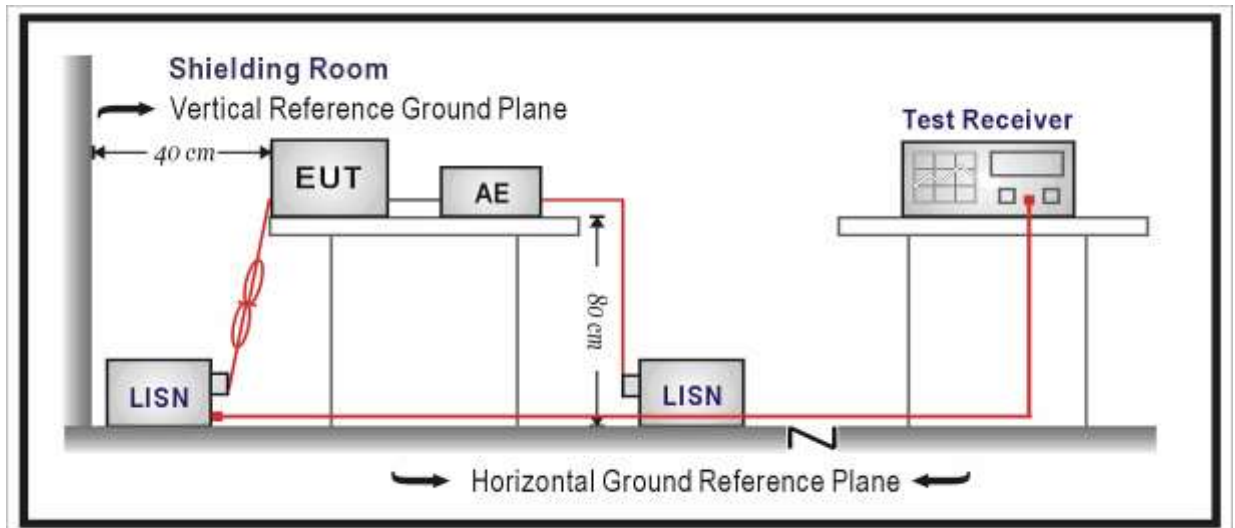 Shielding Room
Vertical Reference Ground Plane
40 cm
EUT
AE
Test Receiver
80 cm
LISN
LISN
Horizontal Ground Reference Plane